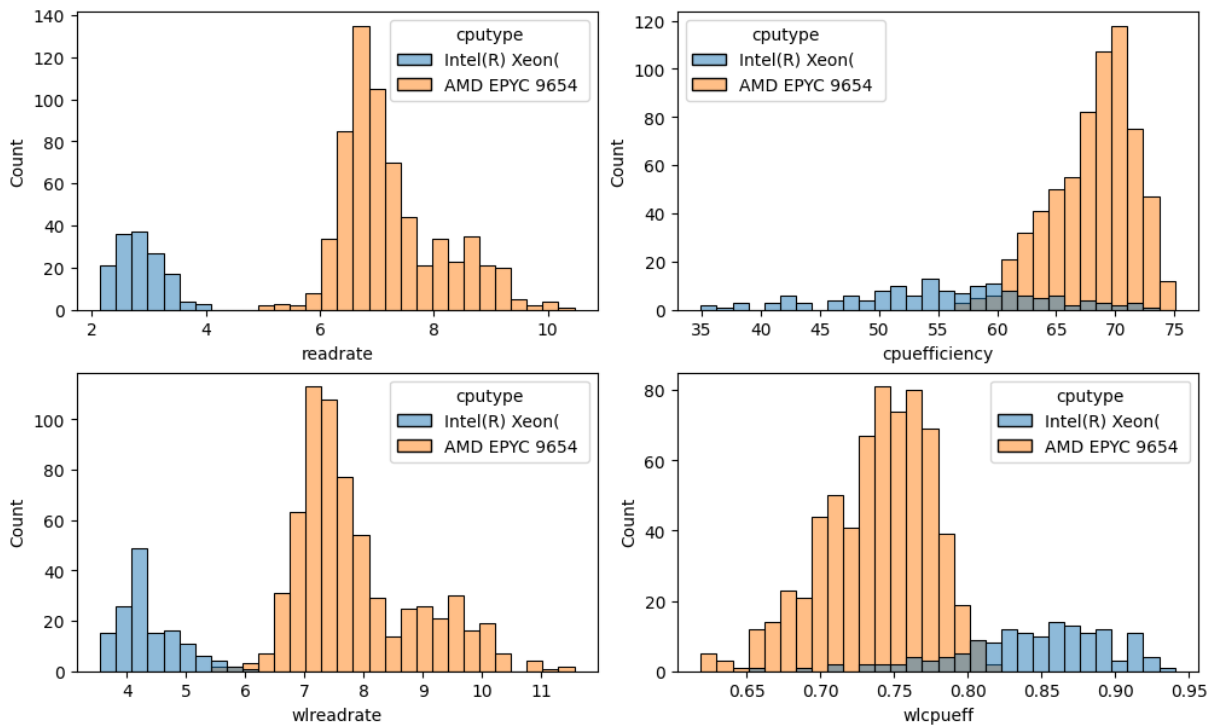 140
120
100
80
60
40
20
0
Count
cputype
Intel(R) Xeon(
AMD EPYC 9654
2 4 6 8 10
readrate
120
100
80
60
40
20
0
Count
cputype
Intel(R) Xeon(
AMD EPYC 9654
35 40 45 50 55 60 65 70 75
cpuefficiency
100
80
60
40
20
0
Count
cputype
Intel(R) Xeon(
AMD EPYC 9654
4 5 6 7 8 9 10 11
wlreadrate
80
60
40
20
0
Count
cputype
Intel(R) Xeon(
AMD EPYC 9654
0.65 0.70 0.75 0.80 0.85 0.90 0.95
wlcpueff